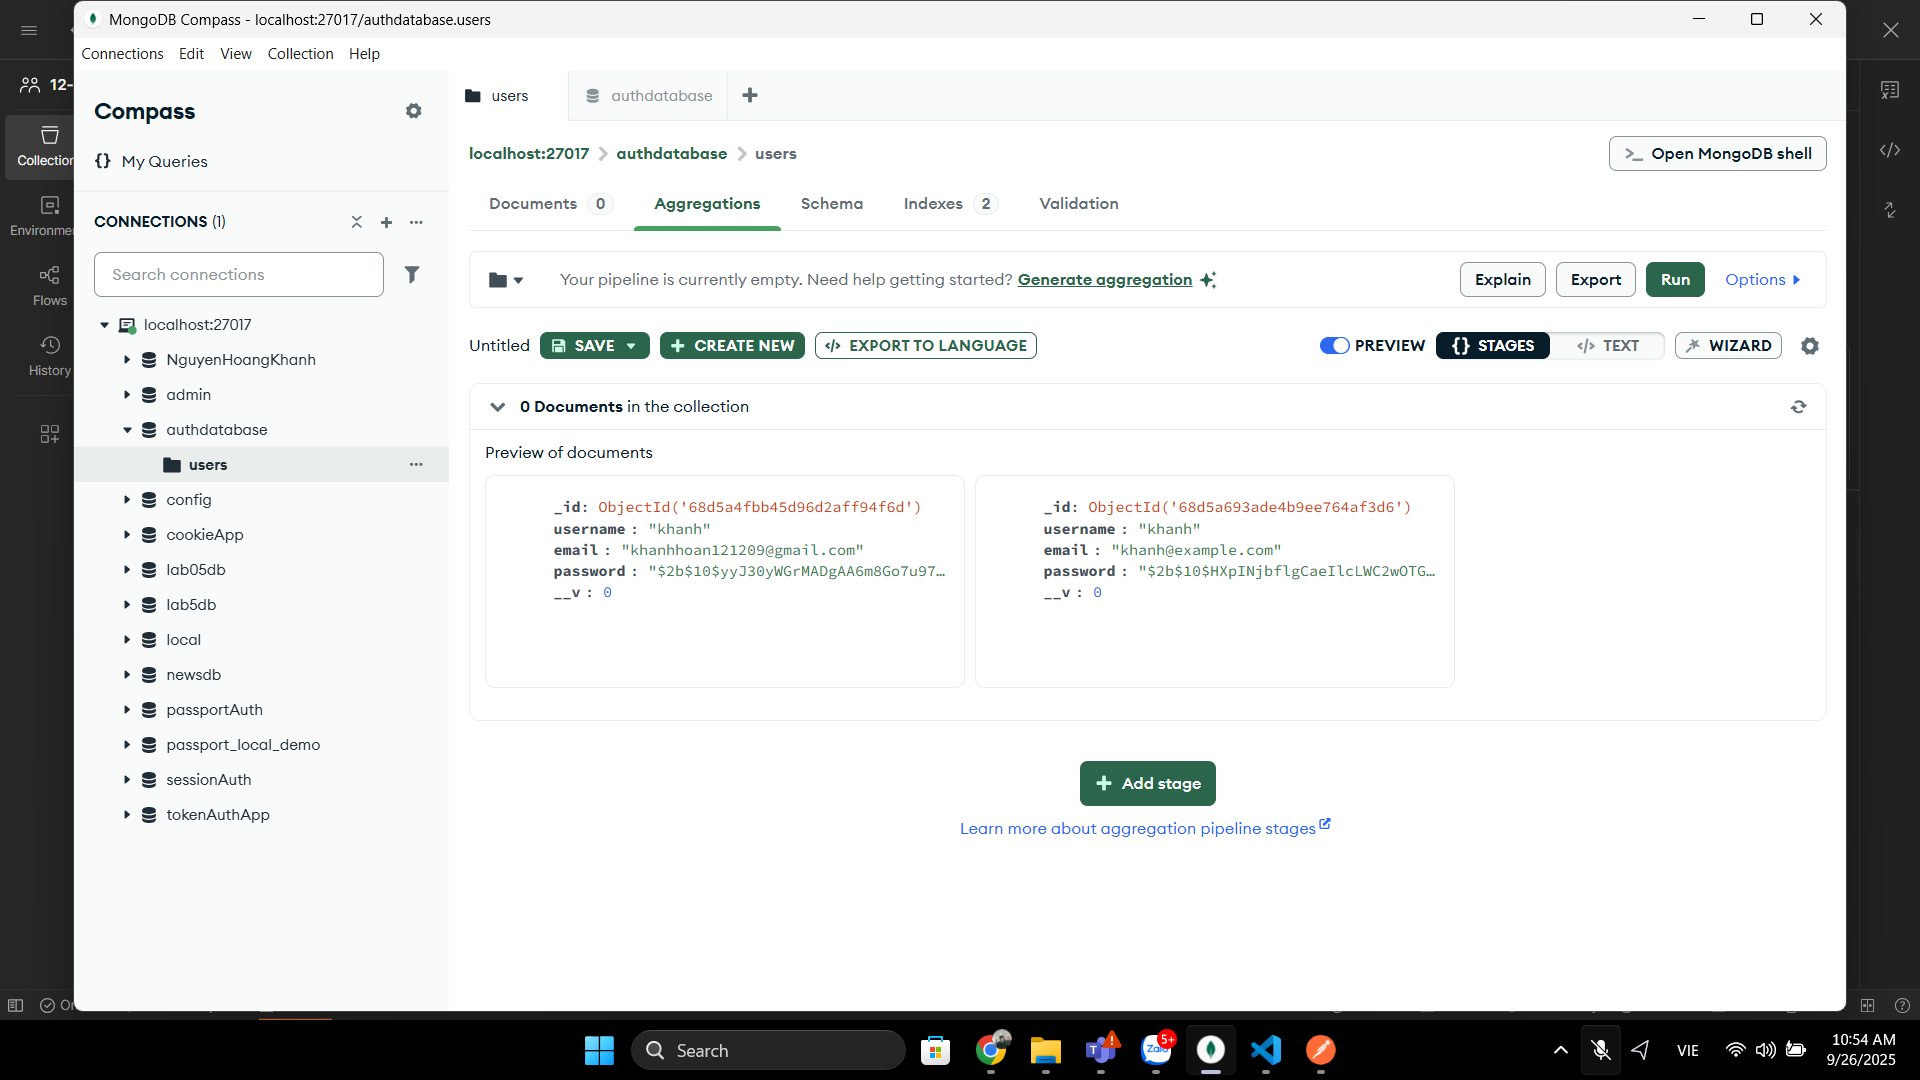 MongoDB Compass - localhost:27017/authdatabase.users
Connections Edit View Collection Help
12-
Collection
Environme
Flows
History
Compass
{} My Queries
CONNECTIONS (1)
Search connections
localhost:27017
NguyenHoangKhanh
admin
authdatabase
users
config
cookieApp
lab05db
lab5db
local
newsdb
passportAuth
passport_local_demo
sessionAuth
tokenAuthApp
users authdatabase
localhost:27017 > authdatabase > users
>_ Open MongoDB shell
Documents 0 Aggregations Schema Indexes 2 Validation
Your pipeline is currently empty. Need help getting started? Generate aggregation
Explain Export Run Options
Untitled SAVE CREATE NEW </> EXPORT TO LANGUAGE
PREVIEW {} STAGES </> TEXT WIZARD
0 Documents in the collection
Preview of documents
_id: ObjectId('68d5a4fbb45d96d2aff94f6d')
username : "khanh"
email : "khanhhoan121209@gmail.com"
password : "$2b$10$yyJ30yWGrMADgAA6m8Go7u97…
__v : 0
_id: ObjectId('68d5a693ade4b9ee764af3d6')
username : "khanh"
email : "khanh@example.com"
password : "$2b$10$HXpINjbflgCaeIlcLWC2wOTG…
__v : 0
Add stage
Learn more about aggregation pipeline stages
Search
Zalo
5+
VIE
10:54 AM
9/26/2025